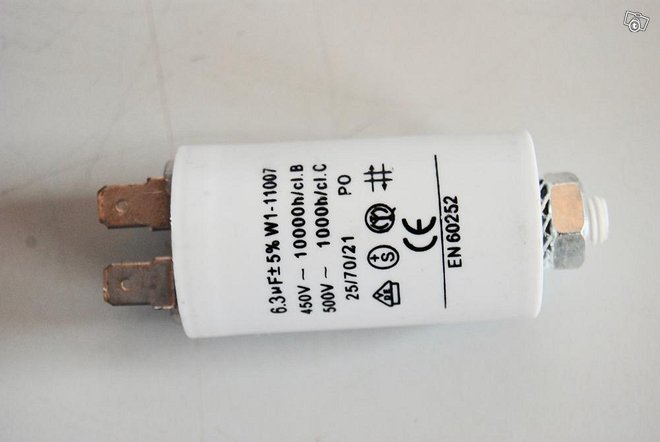 6.3µF±5% W1-11007
450V~ 10000h/cl.B
500V~ 1000h/cl.C
25/70/21 PO
CE
EN 60252